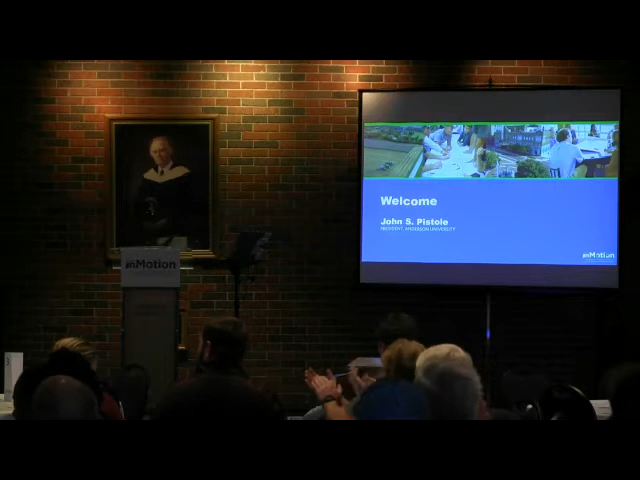 inMotion
Welcome
John S. Pistole
PRESIDENT, ANDERSON UNIVERSITY
inMotion